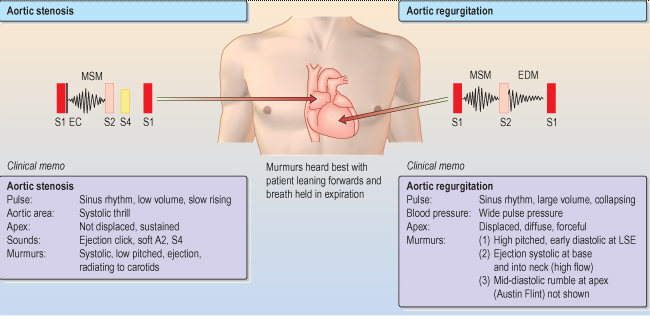 Aortic stenosis
MSM
S1 EC S2 S4 S1
Clinical memo
Aortic stenosis
Pulse: Sinus rhythm, low volume, slow rising
Aortic area: Systolic thrill
Apex: Not displaced, sustained
Sounds: Ejection click, soft A2, S4
Murmurs: Systolic, low pitched, ejection,
radiating to carotids
Murmurs heard best with
patient leaning forwards and
breath held in expiration
Aortic regurgitation
MSM EDM
S1 S2 S1
Clinical memo
Aortic regurgitation
Pulse: Sinus rhythm, large volume, collapsing
Blood pressure: Wide pulse pressure
Apex: Displaced, diffuse, forceful
Murmurs: (1) High pitched, early diastolic at LSE
(2) Ejection systolic at base
and into neck (high flow)
(3) Mid-diastolic rumble at apex
(Austin Flint) not shown